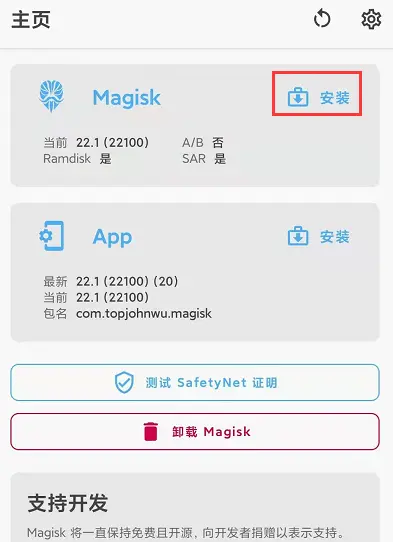 主页
Magisk 安装
当前 22.1 (22100) A/B 否
Ramdisk 是 SAR 是
App 安装
最新 22.1 (22100) (20)
当前 22.1 (22100)
包名 com.topjohnwu.magisk
测试 SafetyNet 证明
卸载 Magisk
支持开发
Magisk 将一直保持免费且开源，向开发者捐赠以表示支持。